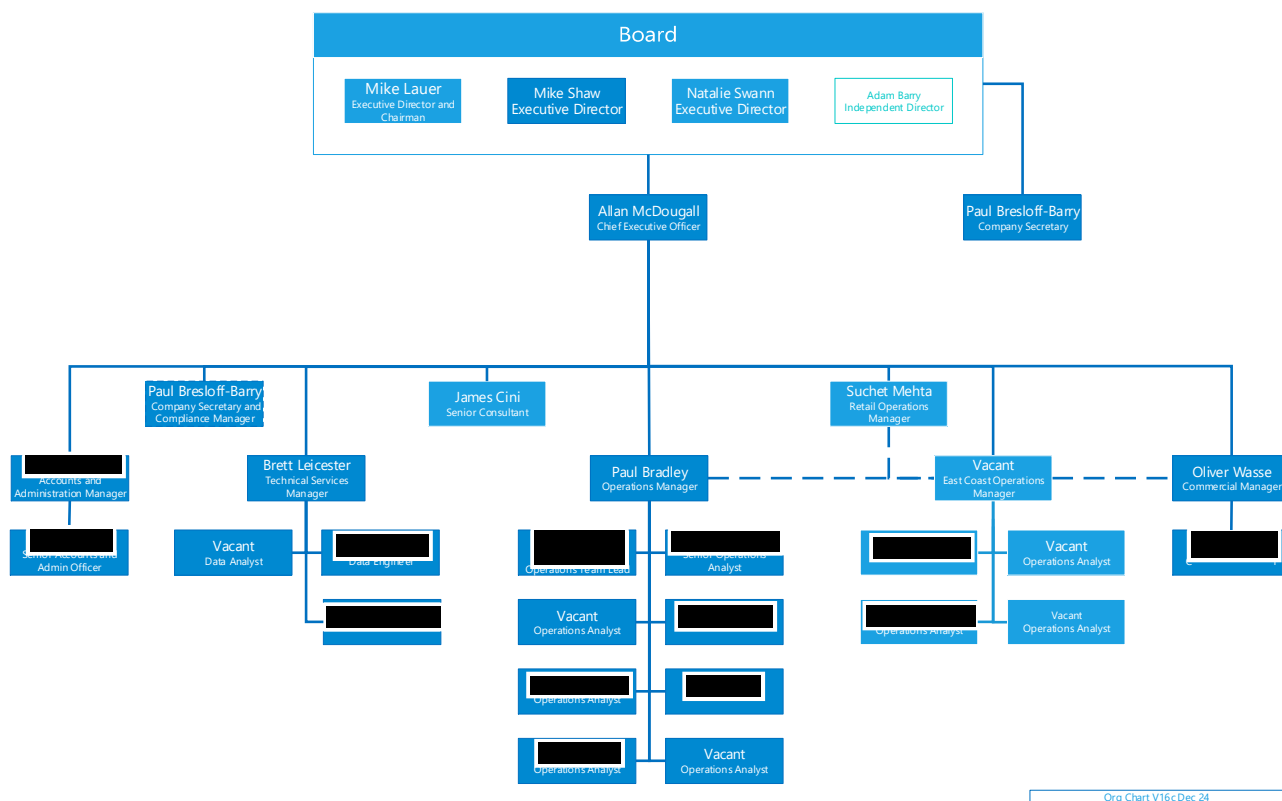 Board
Mike Lauer
Executive Director and
Chairman
Mike Shaw
Executive Director
Natalie Swann
Executive Director
Adam Barry
Independent Director
Allan McDougall
Chief Executive Officer
Paul Bresloff-Barry
Company Secretary
Paul Bresloff-Barry
Company Secretary and
Compliance Manager
James Cini
Senior Consultant
Suchet Mehta
Retail Operations
Manager
Accounts and
Administration Manager
Brett Leicester
Technical Services
Manager
Paul Bradley
Operations Manager
Vacant
East Coast Operations
Manager
Oliver Wasse
Commercial Manager
Senior Accounts and
Admin Officer
Vacant
Data Analyst
Data Engineer
Operations Team Lead
Senior Operations
Analyst
Vacant
Operations Analyst
Vacant
Operations Analyst
Operations Analyst
Vacant
Operations Analyst
Operations Analyst
Operations Analyst
Vacant
Operations Analyst
Org Chart V16c Dec 24